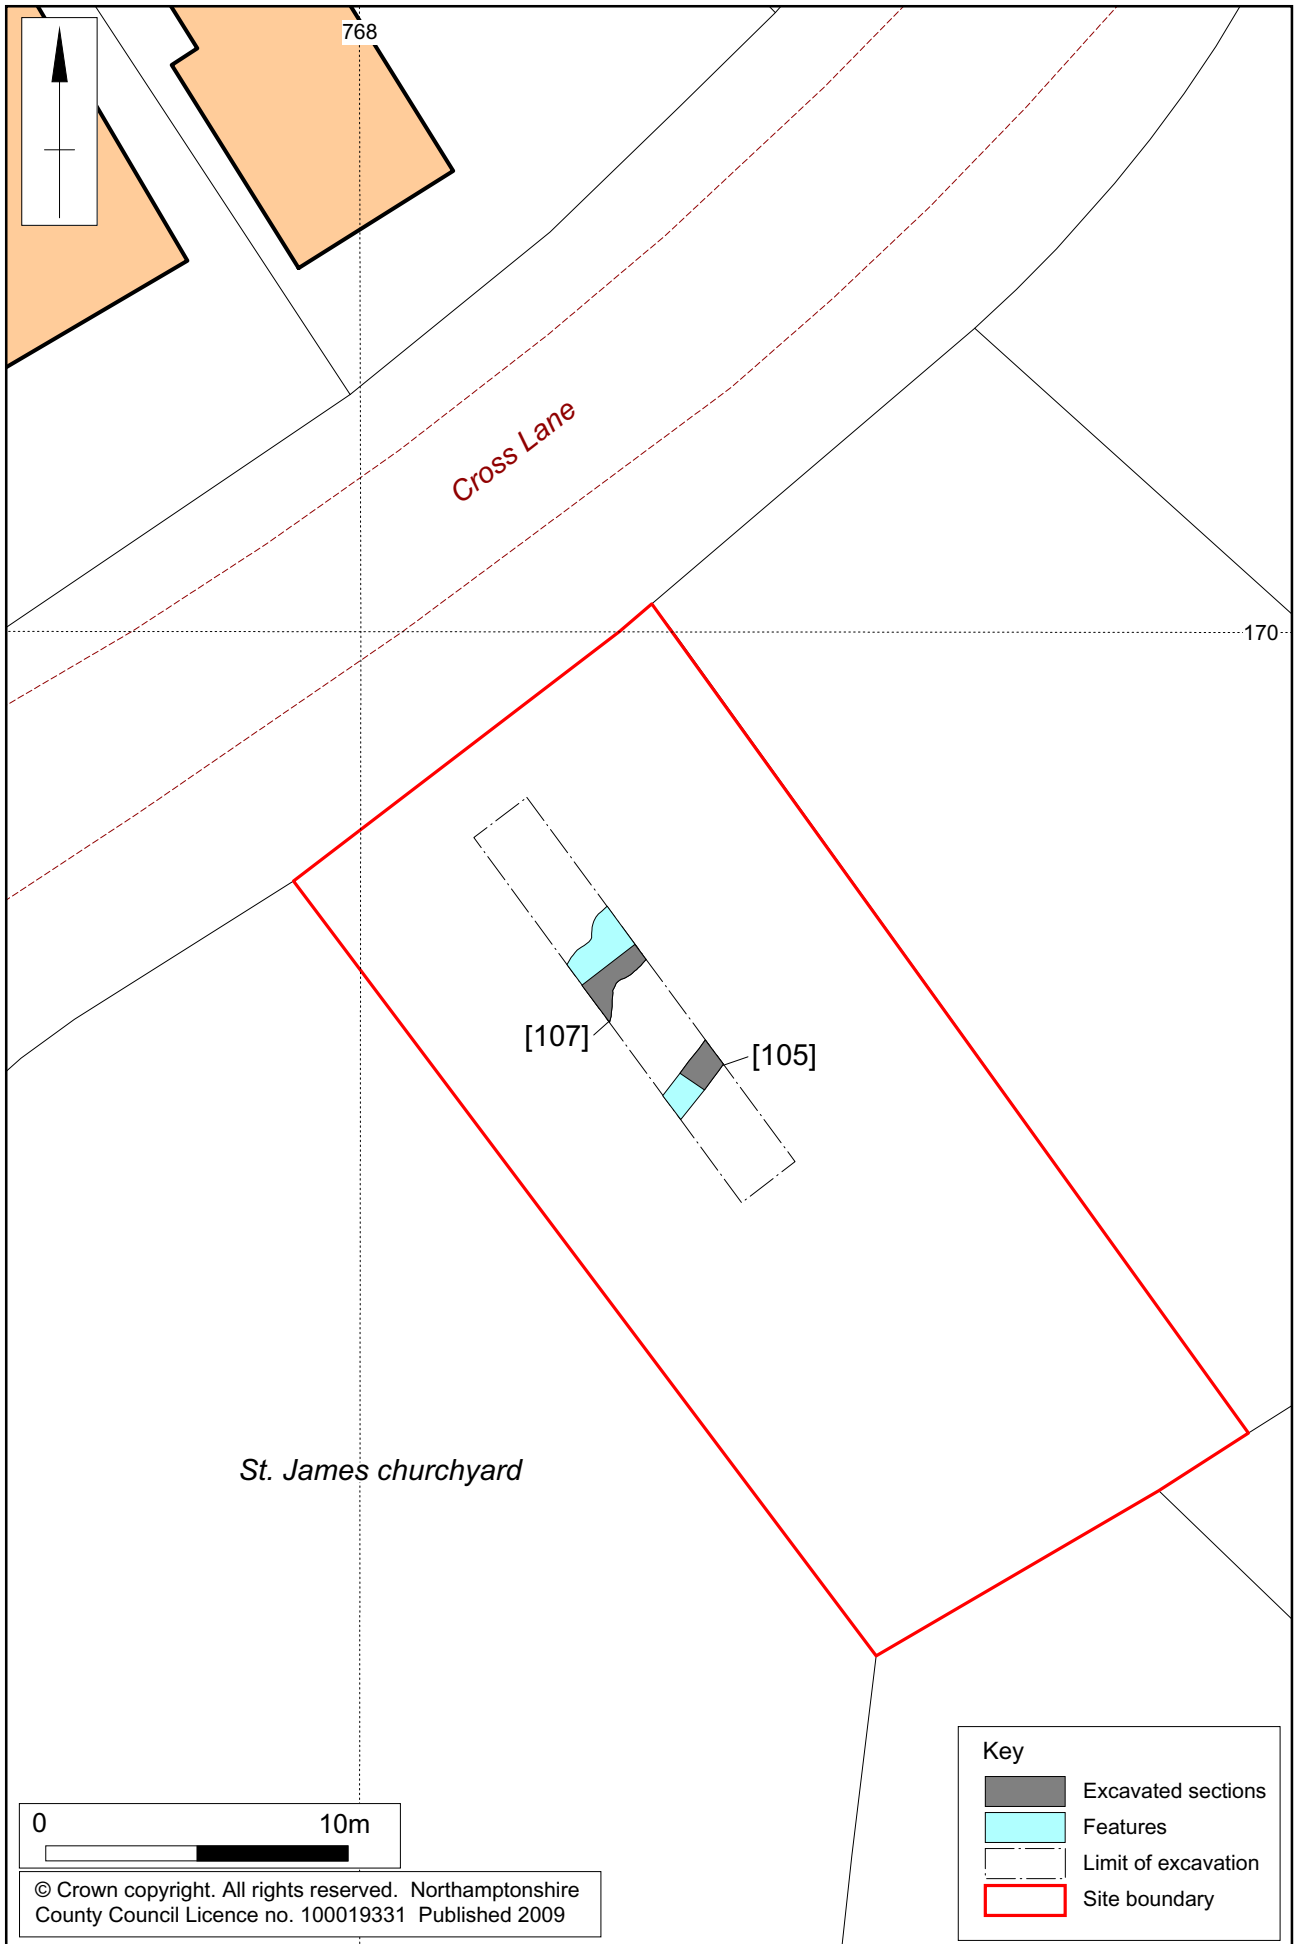 768
Cross Lane
170
[107]
[105]
St. James churchyard
Key
Excavated sections
Features
Limit of excavation
Site boundary
0 10m
© Crown copyright. All rights reserved. Northamptonshire
County Council Licence no. 100019331 Published 2009